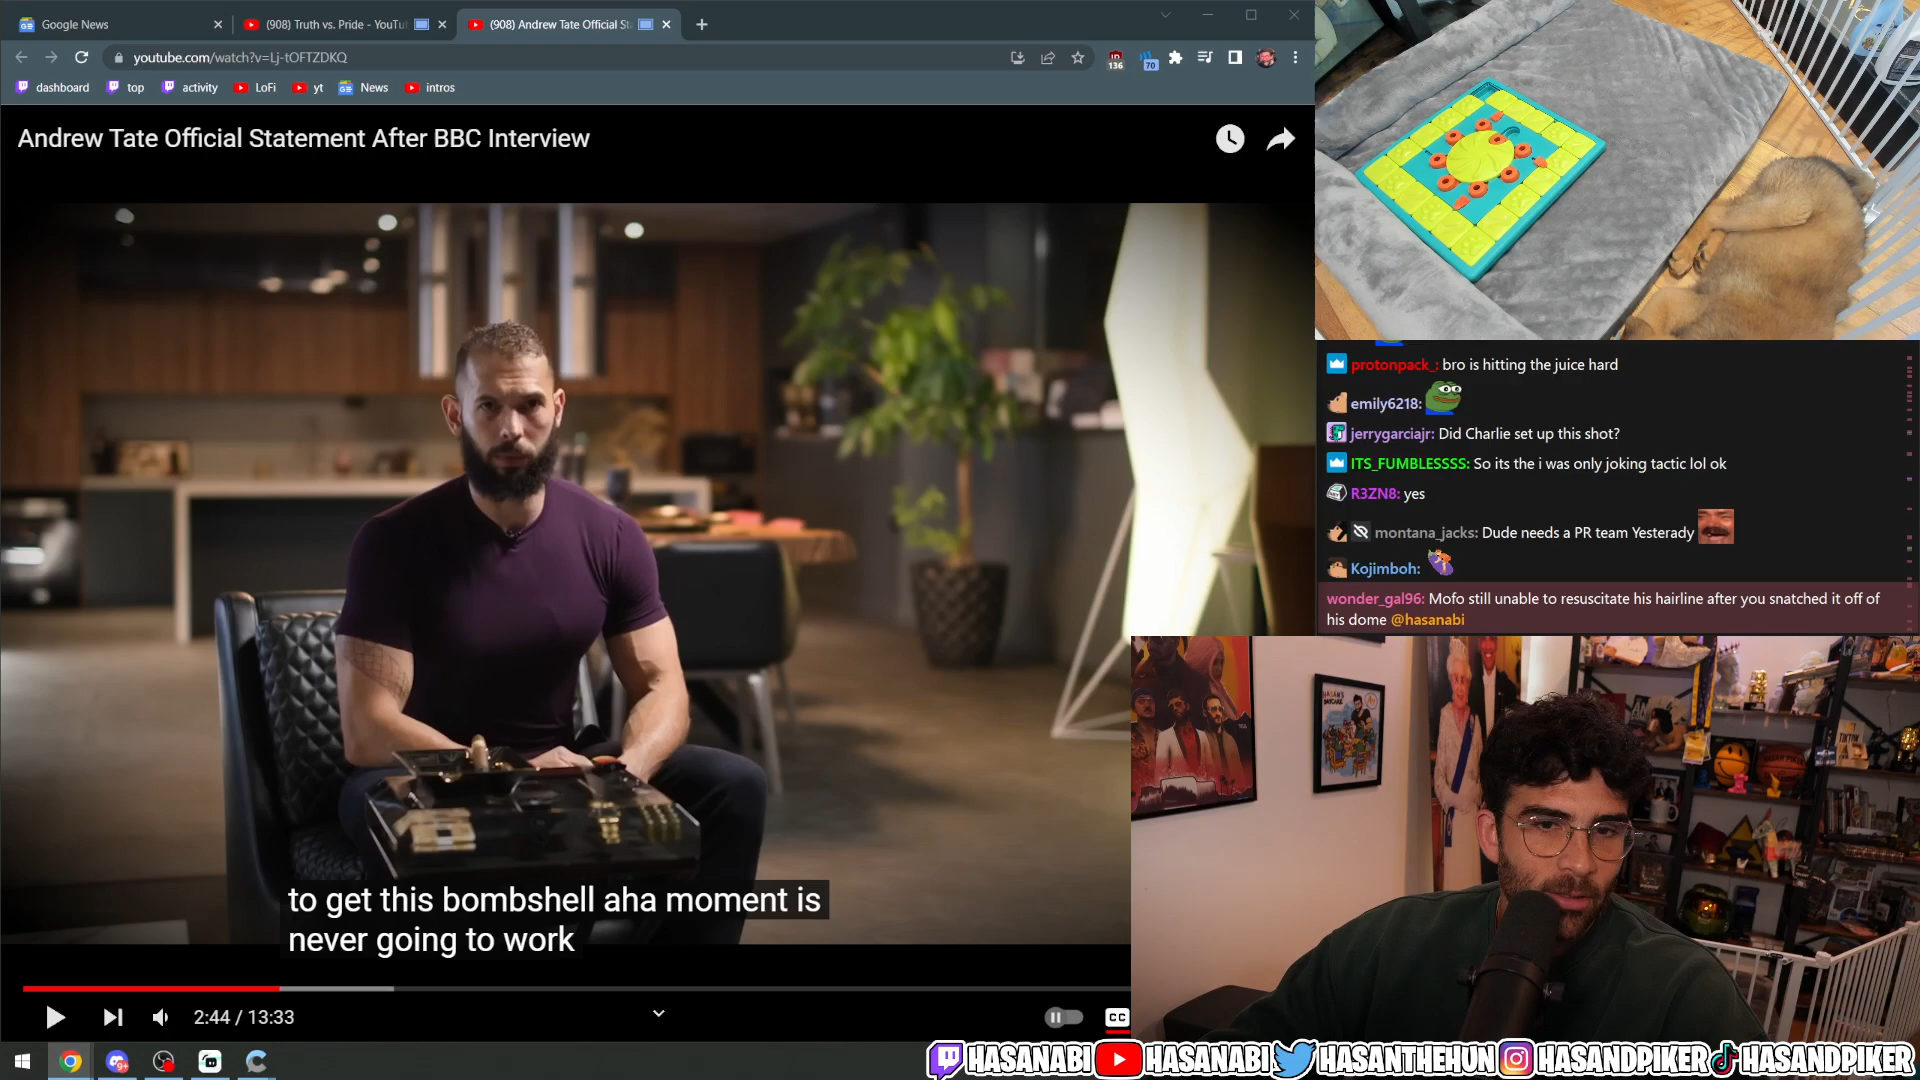 Google News
(908) Truth vs. Pride - YouTu
(908) Andrew Tate Official St
youtube.com/watch?v=Lj-tOFTZDKQ
136
70
dashboard
top
activity
LoFi
yt
News
intros
Andrew Tate Official Statement After BBC Interview
to get this bombshell aha moment is
never going to work
2:44 / 13:33
CC
protonpack_: bro is hitting the juice hard
emily6218:
jerrygarciajr: Did Charlie set up this shot?
ITS_FUMBLESSSS: So its the i was only joking tactic lol ok
R3ZN8: yes
montana_jacks: Dude needs a PR team Yesterady
Kojimboh:
wonder_gal96: Mofo still unable to resuscitate his hairline after you snatched it off of
his dome @hasanabi
9+
HASANABI
HASANABI
HASANTHEHUN
HASANDPIKER
HASANDPIKER